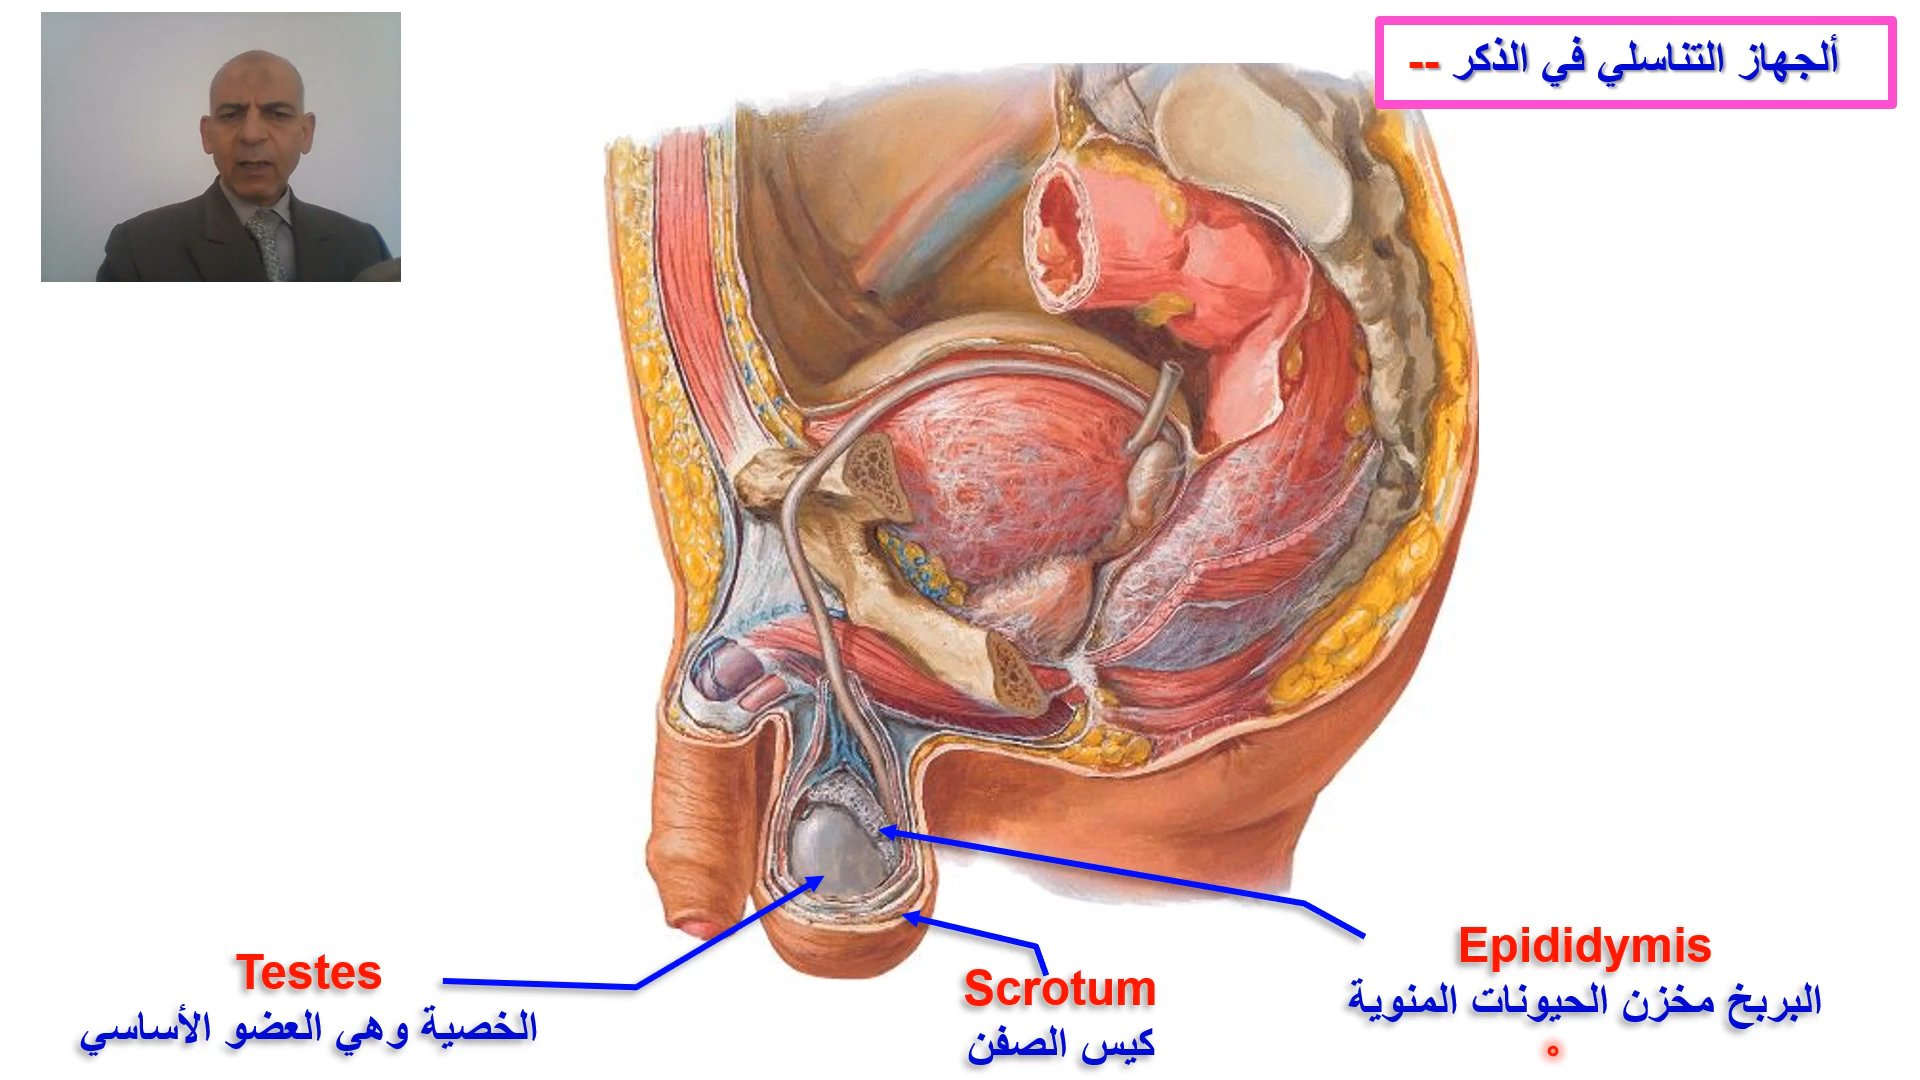 ألجهاز التناسلي في الذكر --
Testes
الخصية وهي العضو الأساسي
Scrotum
كيس الصفن
Epididymis
البربخ مخزن الحيونات المنوية